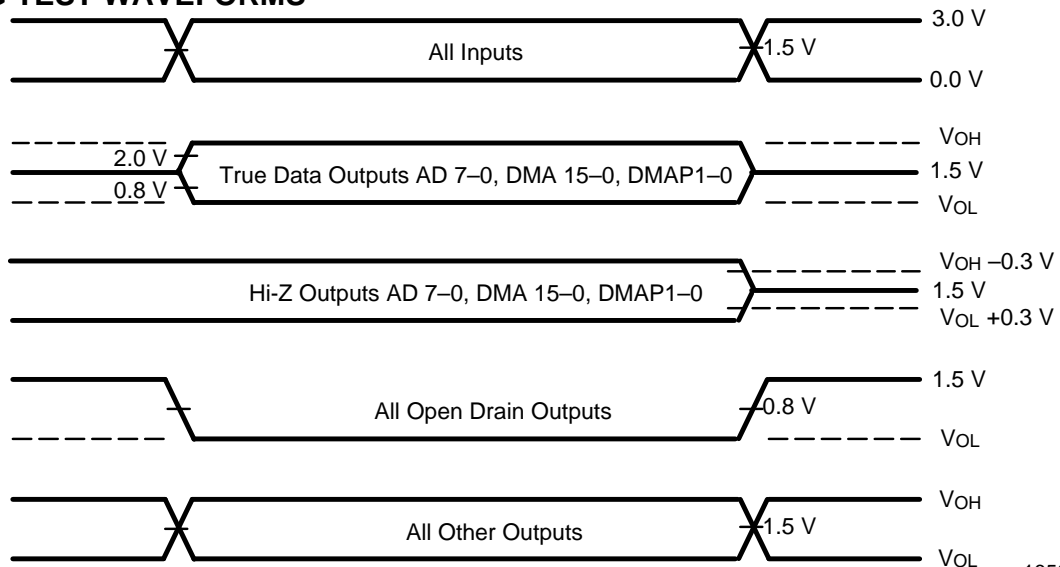 TEST WAVEFORMS
3.0 V
All Inputs
1.5 V
0.0 V
VOH
2.0 V
True Data Outputs AD 7–0, DMA 15–0, DMAP1–0
1.5 V
0.8 V
VOL
VOH –0.3 V
Hi-Z Outputs AD 7–0, DMA 15–0, DMAP1–0
1.5 V
VOL +0.3 V
1.5 V
All Open Drain Outputs
0.8 V
VOL
VOH
All Other Outputs
1.5 V
VOL